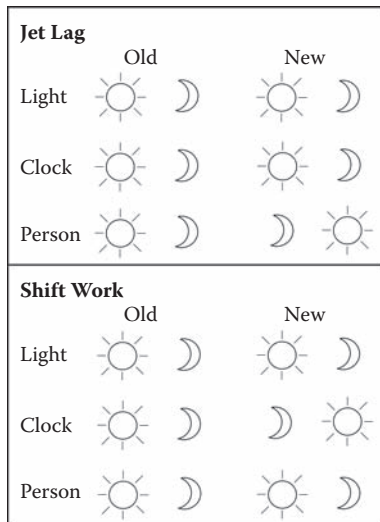 Jet Lag
Old New
Light
Clock
Person
Shift Work
Old New
Light
Clock
Person